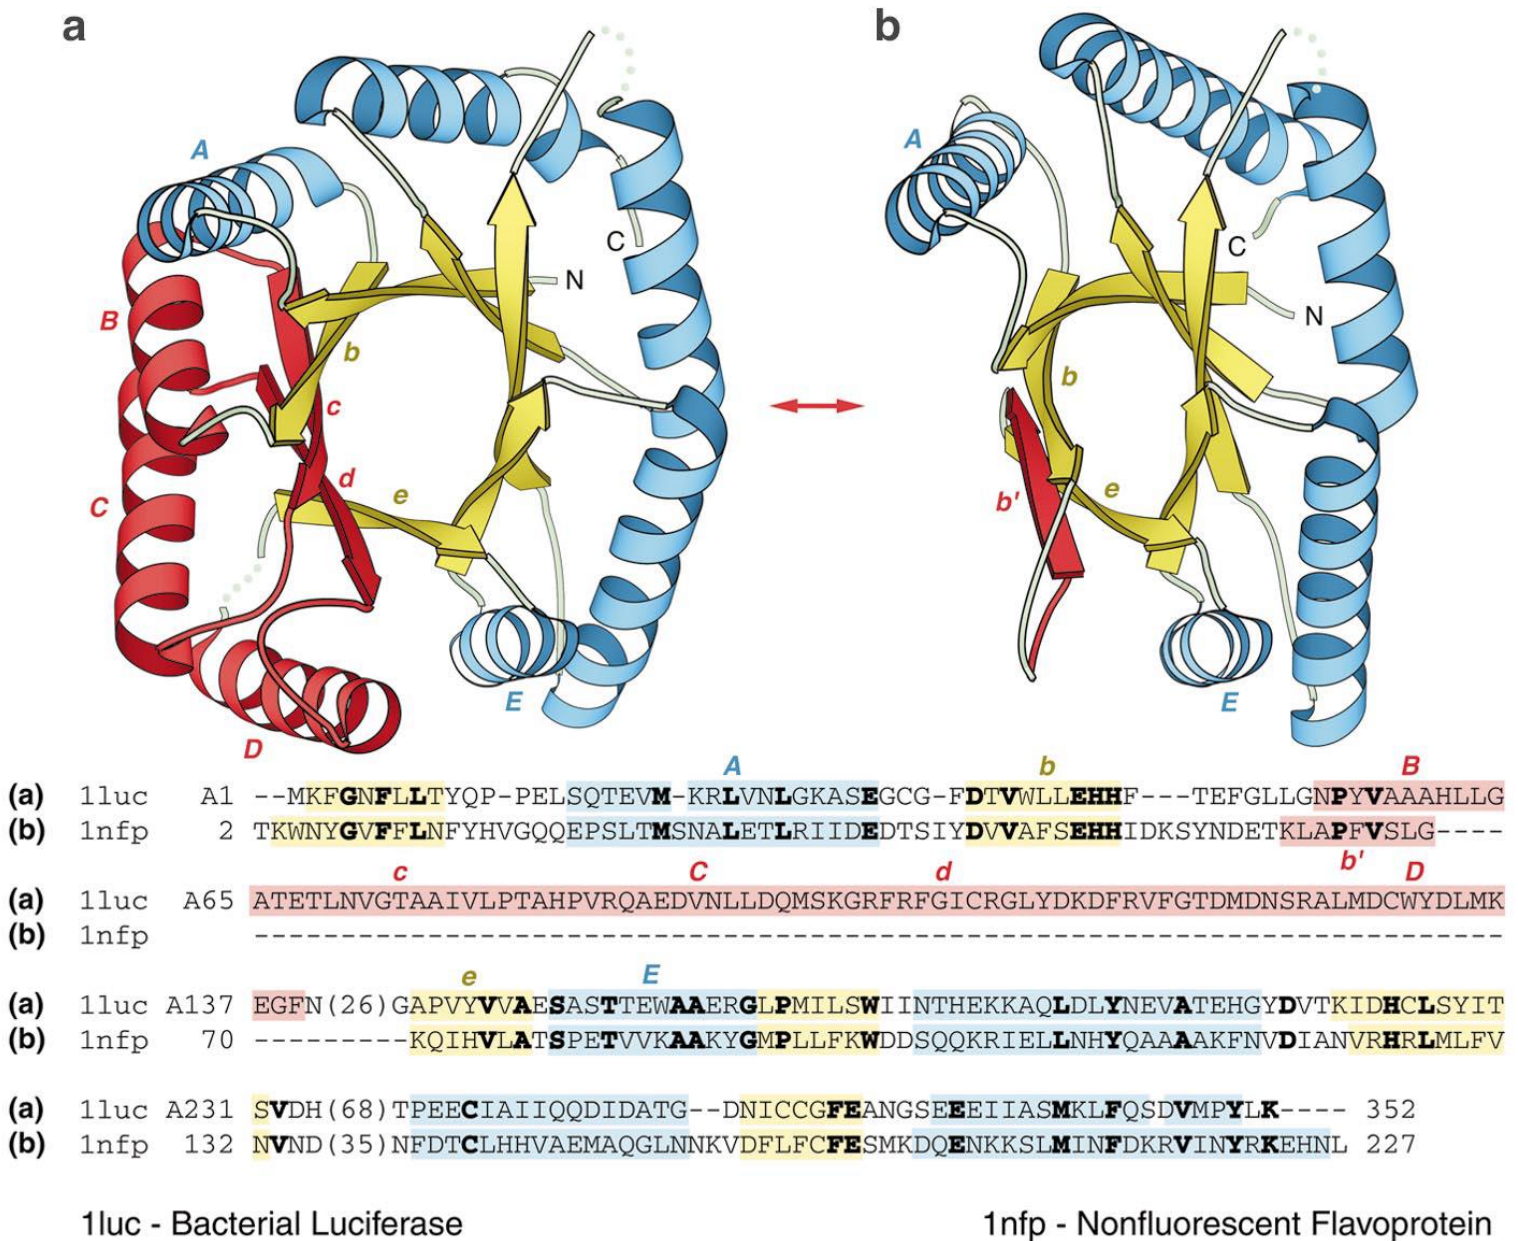 a b
A
A
C
C
N
N
B
b
b
c
d
e
b'
e
C
E
E
D
A b B
(a) 1luc A1 --MKFGNFLLTYQP-PELSQTEVM-KRLVNLGKASEGCG-FDTVWLLEHHF---TEFGLLGNPYVAAAHLLG
(b) 1nfp 2 TKWNYGVFFLNFYHVGQQEPSLTMSNALETLRIIDEDTSIYDVVAFSEHHIDKSYNDETKLAPFVSLG----
c C d b' D
(a) 1luc A65 ATETLNVGTAAIVLPTAHPVRQAEDVNLLDQMSKGRFRFGICRGLYDKDFRVFGTDMDNSRALMDCWYDLMK
(b) 1nfp ------------------------------------------------------------------------
e E
(a) 1luc A137 EGFN(26)GAPVYVVAESASTTEWAAERGLPMILSWIINTHEKKAQLDLYNEVATEHGYDVTKIDHCLSYIT
(b) 1nfp 70 ---------KQIHVLATSPETVVKAAKYGMPLLFKWDDSQQKRIELLNHYQAAAAKFNVDIANVRHRLMLFV
(a) 1luc A231 SVDH(68)TPEECIAIIQQDIDATG--DNICCGFEANGSEEEIIASMKLFQSDVMPYLK---- 352
(b) 1nfp 132 NVND(35)NFDTCLHHVAEMAQGLNNKVDFLFCFESMKDQENKKSLMINFDKRVINYRKEHNL 227
1luc - Bacterial Luciferase 1nfp - Nonfluorescent Flavoprotein